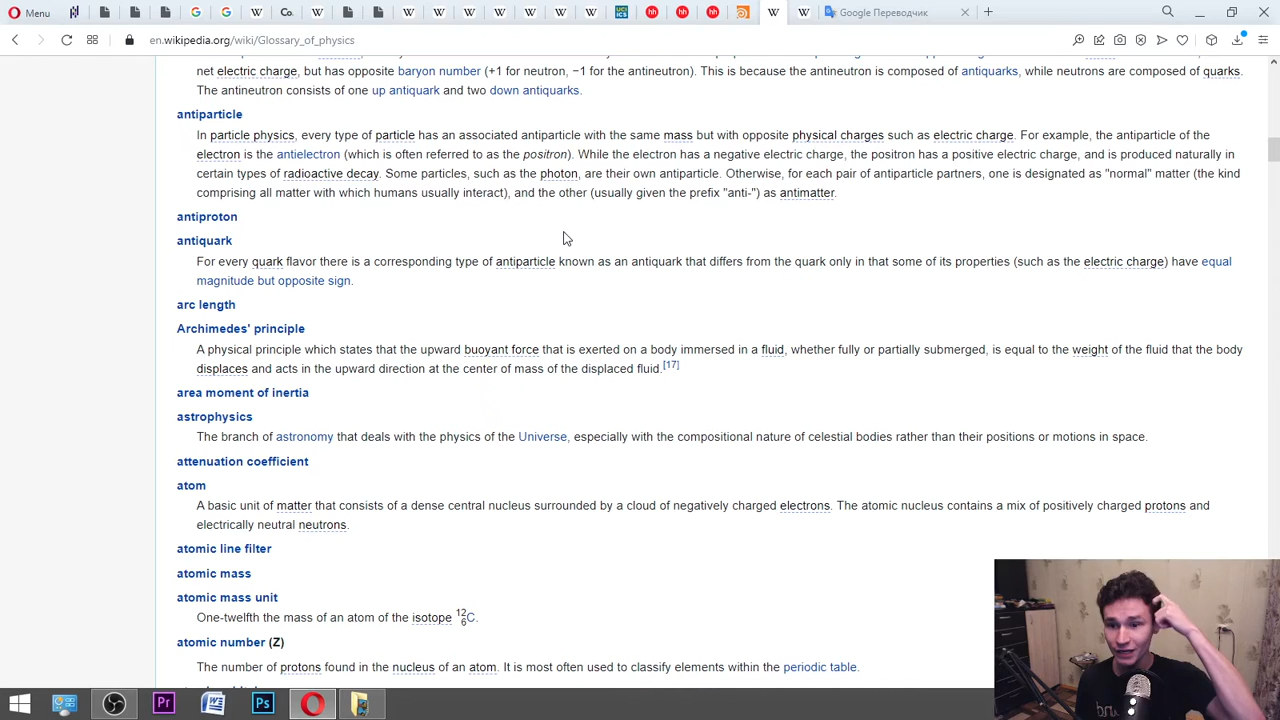 Menu
Co.
UCI
ICS
hh
hh
hh
Google Переводчик
en.wikipedia.org/wiki/Glossary_of_physics
net electric charge, but has opposite baryon number (+1 for neutron, −1 for the antineutron). This is because the antineutron is composed of antiquarks, while neutrons are composed of quarks.
The antineutron consists of one up antiquark and two down antiquarks.
antiparticle
In particle physics, every type of particle has an associated antiparticle with the same mass but with opposite physical charges such as electric charge. For example, the antiparticle of the
electron is the antielectron (which is often referred to as the positron). While the electron has a negative electric charge, the positron has a positive electric charge, and is produced naturally in
certain types of radioactive decay. Some particles, such as the photon, are their own antiparticle. Otherwise, for each pair of antiparticle partners, one is designated as "normal" matter (the kind
comprising all matter with which humans usually interact), and the other (usually given the prefix "anti-") as antimatter.
antiproton
antiquark
For every quark flavor there is a corresponding type of antiparticle known as an antiquark that differs from the quark only in that some of its properties (such as the electric charge) have equal
magnitude but opposite sign.
arc length
Archimedes' principle
A physical principle which states that the upward buoyant force that is exerted on a body immersed in a fluid, whether fully or partially submerged, is equal to the weight of the fluid that the body
displaces and acts in the upward direction at the center of mass of the displaced fluid.[17]
area moment of inertia
astrophysics
The branch of astronomy that deals with the physics of the Universe, especially with the compositional nature of celestial bodies rather than their positions or motions in space.
attenuation coefficient
atom
A basic unit of matter that consists of a dense central nucleus surrounded by a cloud of negatively charged electrons. The atomic nucleus contains a mix of positively charged protons and
electrically neutral neutrons.
atomic line filter
atomic mass
atomic mass unit
One-twelfth the mass of an atom of the isotope 12 6 C.
atomic number (Z)
The number of protons found in the nucleus of an atom. It is most often used to classify elements within the periodic table.
Pr
W
Ps